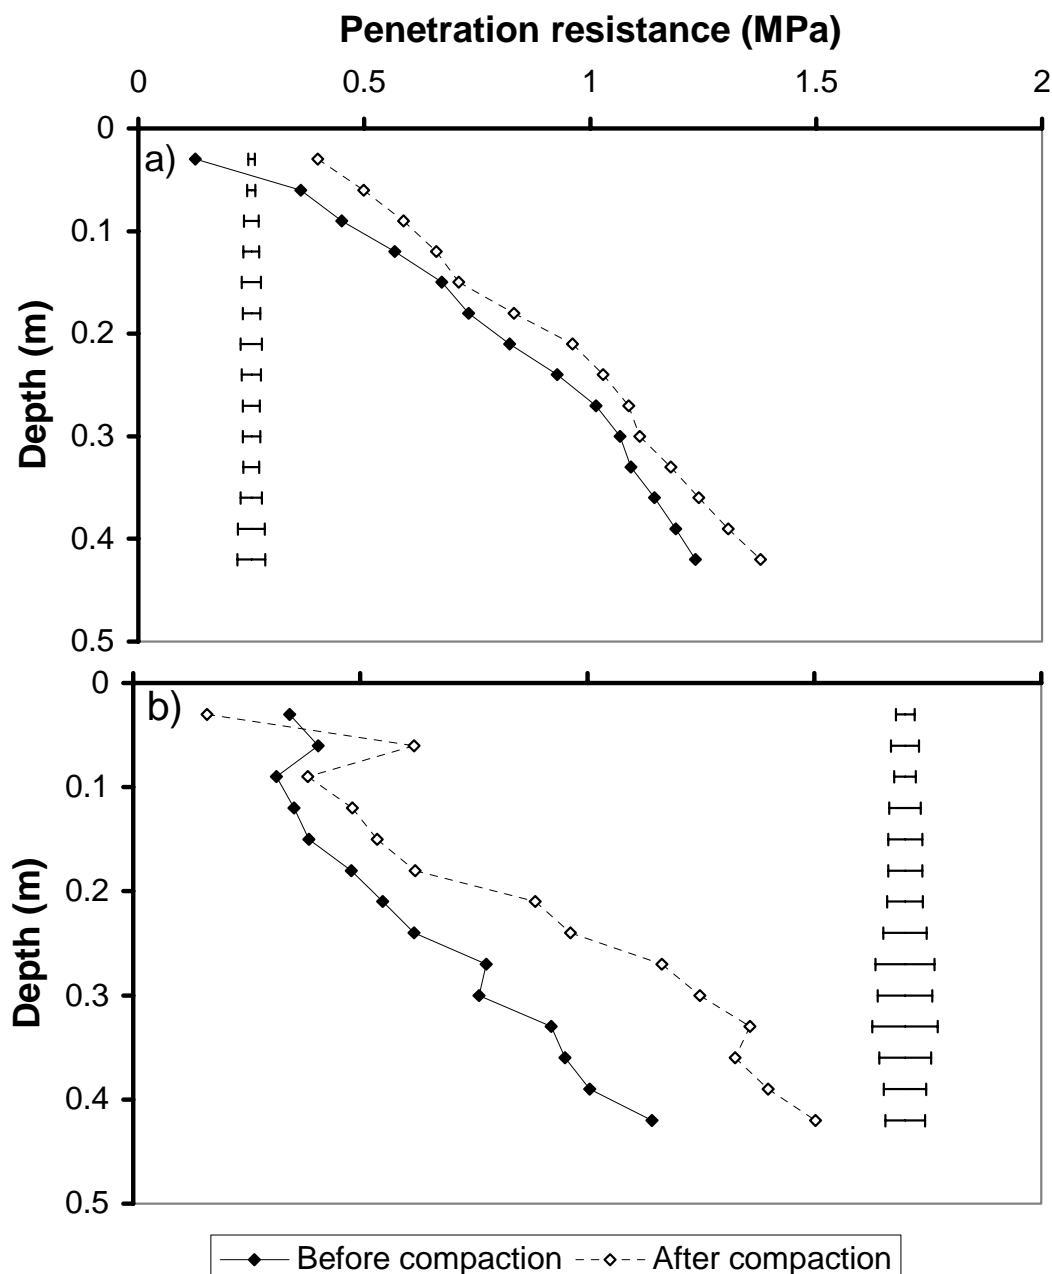 Penetration resistance (MPa)
0 0.5 1 1.5 2
0
a)
0.1
0.2
Depth (m)
0.3
0.4
0.5
0
b)
0.1
0.2
Depth (m)
0.3
0.4
0.5
Before compaction After compaction